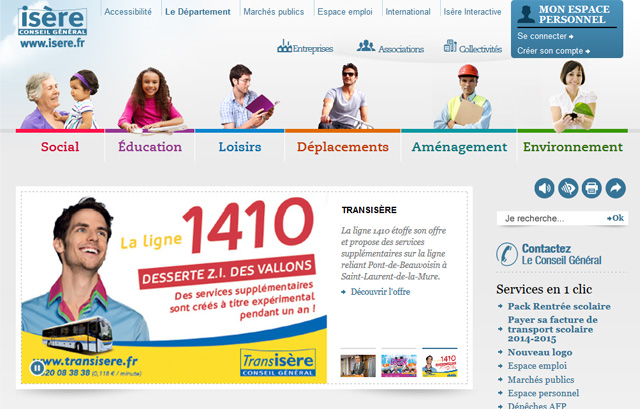 isère
CONSEIL GÉNÉRAL
www.isere.fr
Accessibilité
Le Département
Marchés publics
Espace emploi
International
Isère Interactive
MON ESPACE
PERSONNEL
Se connecter
Créer son compte
Entreprises
Associations
Collectivités
Social
Éducation
Loisirs
Déplacements
Aménagement
Environnement
La ligne 1410
DESSERTE Z.I. DES VALLONS
Des services supplémentaires
sont créés à titre expérimental
pendant un an !
www.transisere.fr
20 08 38 38 (0,118 € / minute)
Transisère
CONSEIL GÉNÉRAL
TRANSISÈRE
La ligne 1410 étoffe son offre
et propose des services
supplémentaires sur la ligne
reliant Pont-de-Beauvoisin à
Saint-Laurent-de-la-Mure.
Découvrir l'offre
1410
Je recherche...
Ok
Contactez
Le Conseil Général
Services en 1 clic
Pack Rentrée scolaire
Payer sa facture de
transport scolaire
2014-2015
Nouveau logo
Espace emploi
Marchés publics
Espace personnel
Dépêches AFP